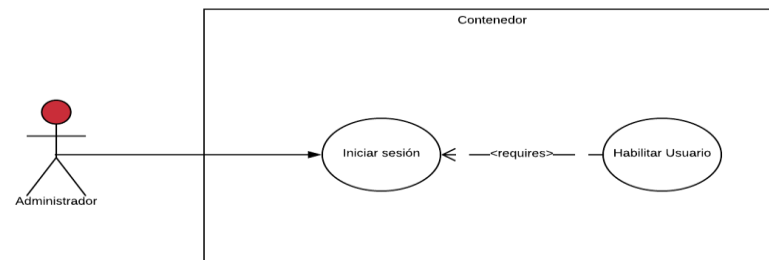 Contenedor
Iniciar sesión
<requires>
Habilitar Usuario
Administrador